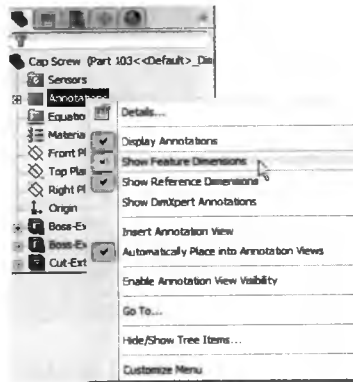 Cap Screw (Part 103<<Default>_Dis
Sensors
Annotations
Equatio
Materia
Front Pl
Top Pla
Right Pl
Origin
Boss-Ex
Boss-Ex
Cut-Ext
Details...
Display Annotations
Show Feature Dimensions
Show Reference Dimensions
Show DimXpert Annotations
Insert Annotation View
Automatically Place into Annotation Views
Enable Annotation View Visibility
Go To...
Hide/Show Tree Items...
Customize Menu